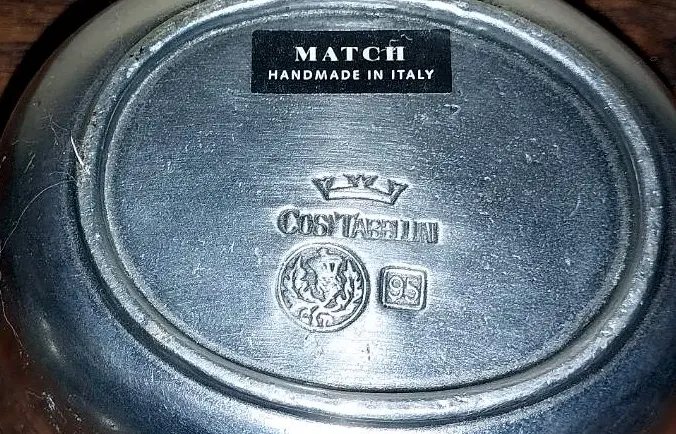 MATCH
HANDMADE IN ITALY
COSI TABELLINI
95